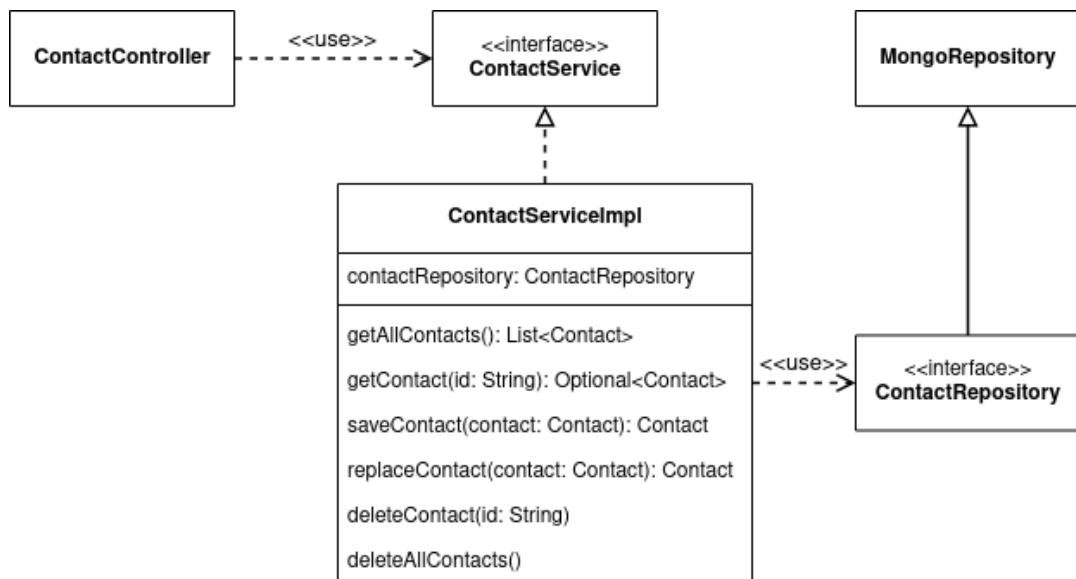 ContactController
<<use>>
<<interface>>
ContactService
MongoRepository
ContactServiceImpl
contactRepository: ContactRepository
getAllContacts(): List<Contact>
getContact(id: String): Optional<Contact>
saveContact(contact: Contact): Contact
replaceContact(contact: Contact): Contact
deleteContact(id: String)
deleteAllContacts()
<<use>>
<<interface>>
ContactRepository